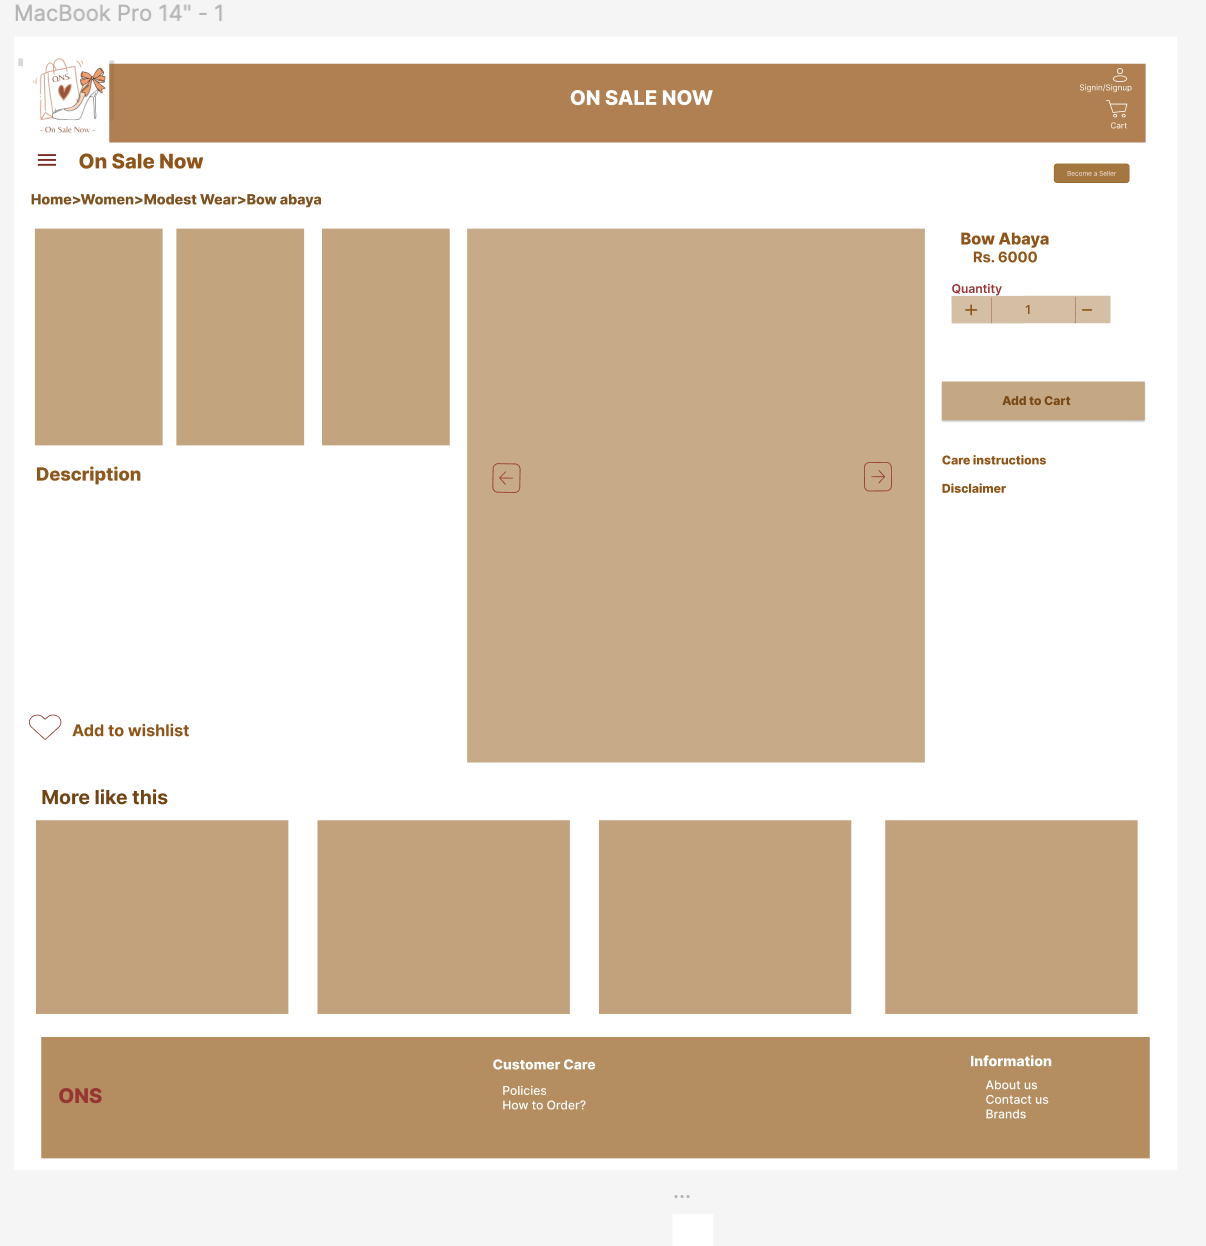 MacBook Pro 14" - 1
ONS
- On Sale Now -
ON SALE NOW
Signin/Signup
Cart
On Sale Now
Become a Seller
Home>Women>Modest Wear>Bow abaya
Bow Abaya
Rs. 6000
Quantity
+ 1 −
Add to Cart
Care instructions
Disclaimer
Description
Add to wishlist
More like this
ONS
Customer Care
Policies
How to Order?
Information
About us
Contact us
Brands